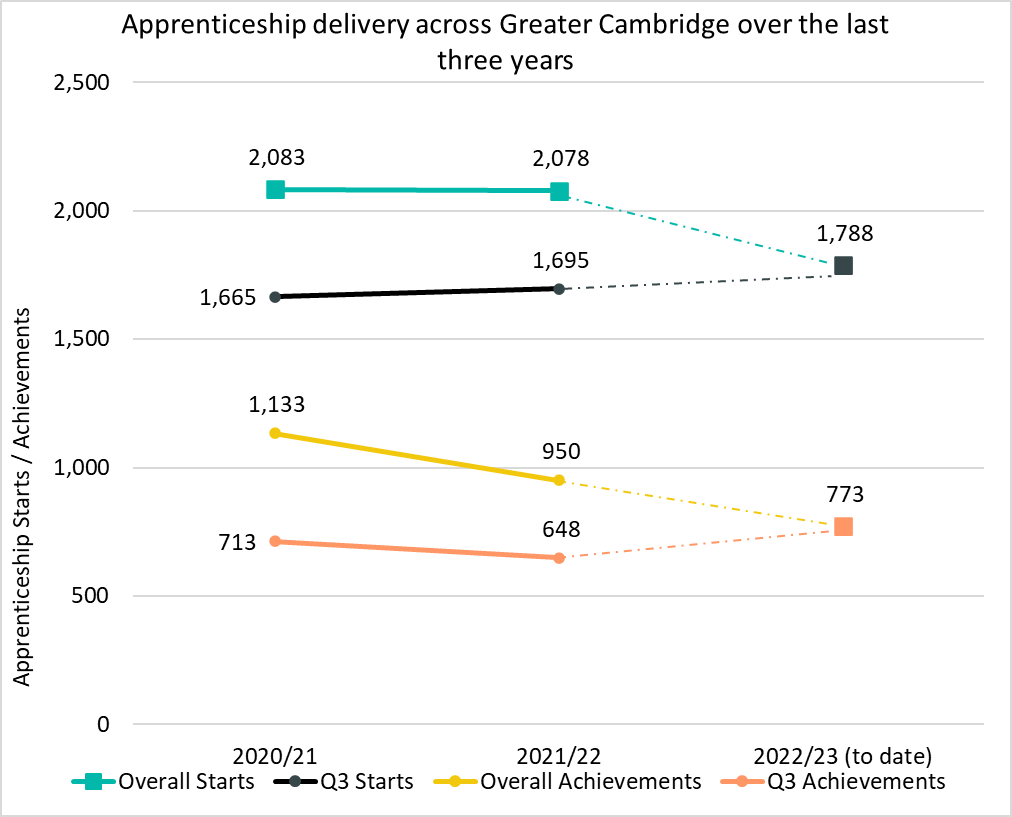 Apprenticeship delivery across Greater Cambridge over the last
three years
Apprenticeship Starts / Achievements
2,500
2,000
1,500
1,000
500
0
2,083
2,078
1,788
1,665
1,695
1,133
950
773
713
648
2020/21
2021/22
2022/23 (to date)
Overall Starts
Q3 Starts
Overall Achievements
Q3 Achievements